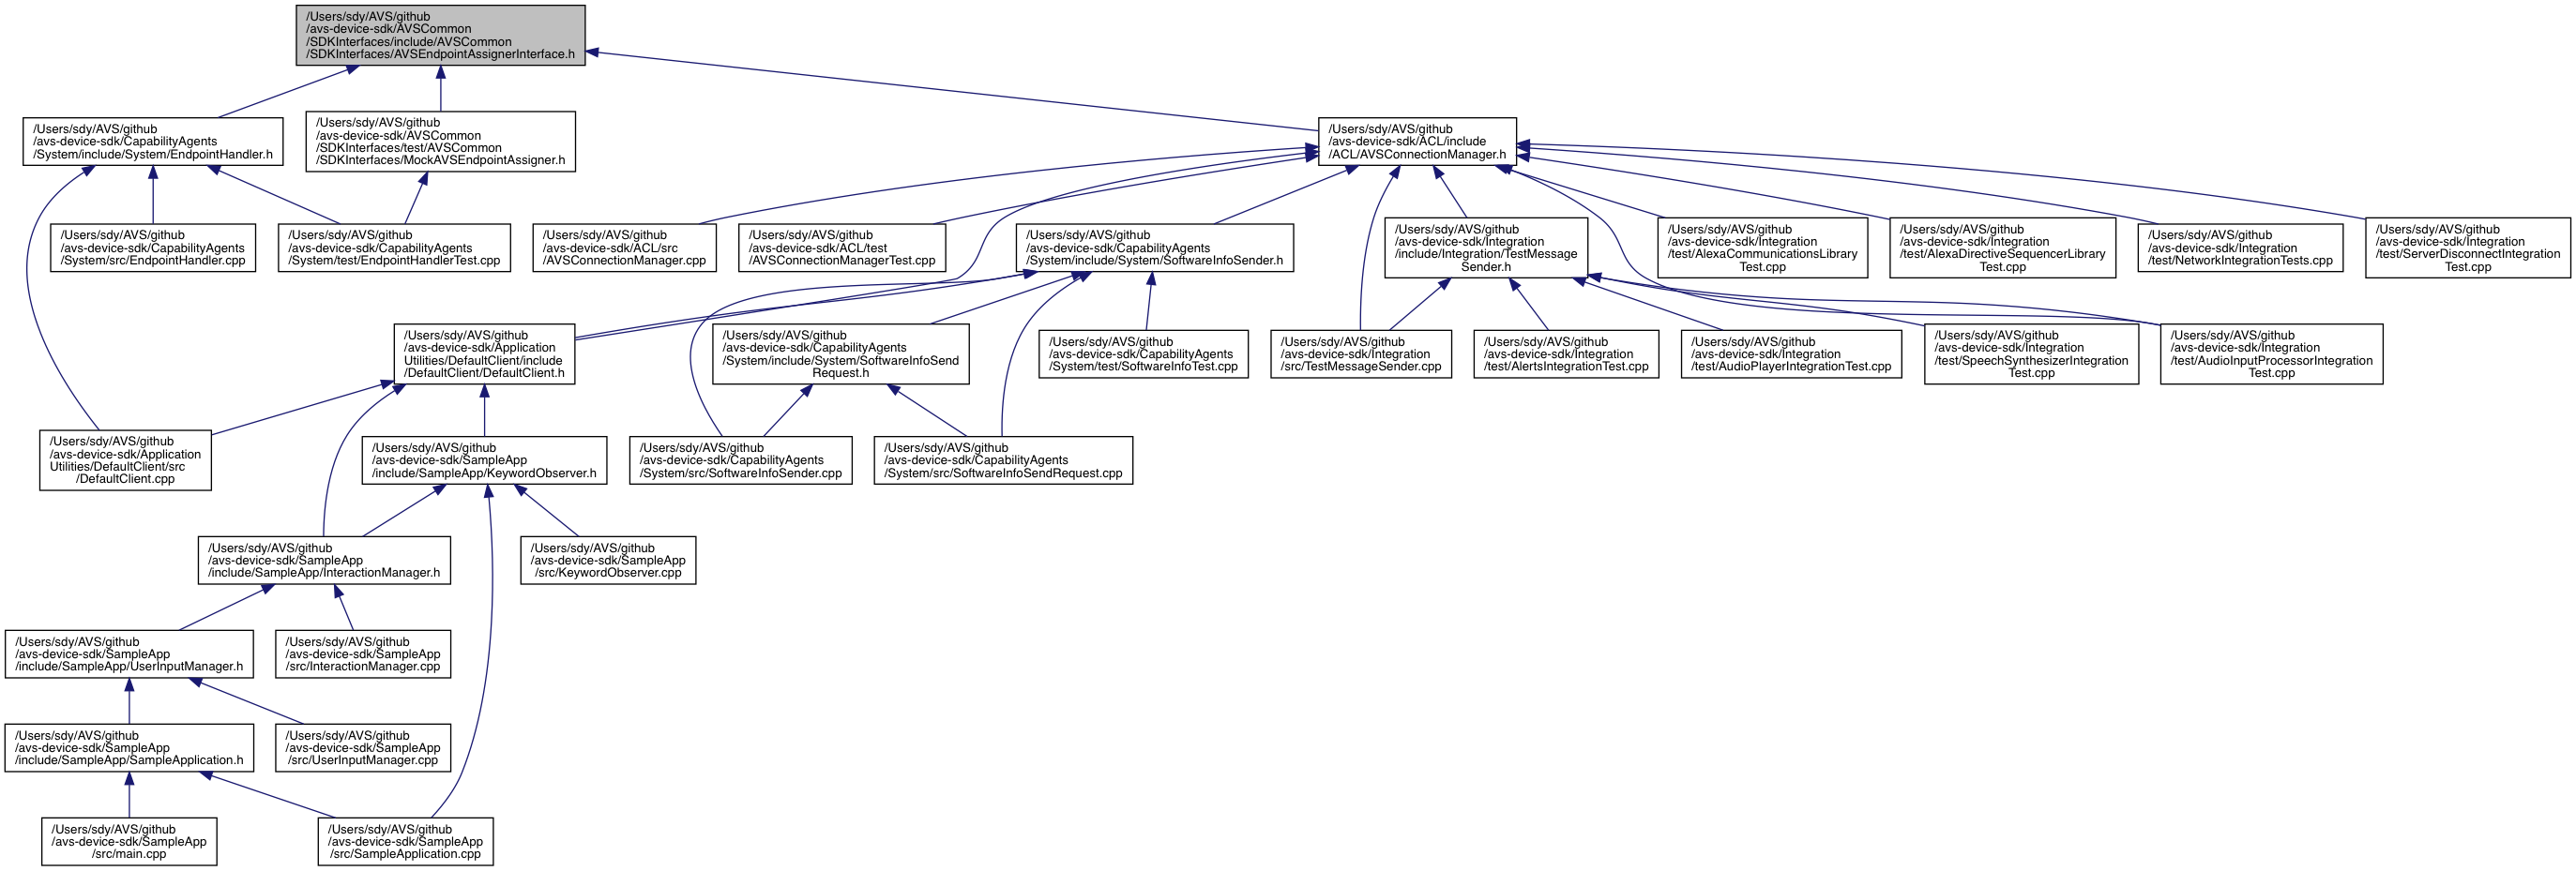 /Users/sdy/AVS/github
/avs-device-sdk/AVSCommon
/SDKInterfaces/include/AVSCommon
/SDKInterfaces/AVSEndpointAssignerInterface.h
/Users/sdy/AVS/github
/avs-device-sdk/CapabilityAgents
/System/include/System/EndpointHandler.h
/Users/sdy/AVS/github
/avs-device-sdk/AVSCommon
/SDKInterfaces/test/AVSCommon
/SDKInterfaces/MockAVSEndpointAssigner.h
/Users/sdy/AVS/github
/avs-device-sdk/ACL/include
/ACL/AVSConnectionManager.h
/Users/sdy/AVS/github
/avs-device-sdk/CapabilityAgents
/System/src/EndpointHandler.cpp
/Users/sdy/AVS/github
/avs-device-sdk/CapabilityAgents
/System/test/EndpointHandlerTest.cpp
/Users/sdy/AVS/github
/avs-device-sdk/ACL/src
/AVSConnectionManager.cpp
/Users/sdy/AVS/github
/avs-device-sdk/ACL/test
/AVSConnectionManagerTest.cpp
/Users/sdy/AVS/github
/avs-device-sdk/CapabilityAgents
/System/include/System/SoftwareInfoSender.h
/Users/sdy/AVS/github
/avs-device-sdk/Integration
/include/Integration/TestMessage
Sender.h
/Users/sdy/AVS/github
/avs-device-sdk/Integration
/test/AlexaCommunicationsLibrary
Test.cpp
/Users/sdy/AVS/github
/avs-device-sdk/Integration
/test/AlexaDirectiveSequencerLibrary
Test.cpp
/Users/sdy/AVS/github
/avs-device-sdk/Integration
/test/NetworkIntegrationTests.cpp
/Users/sdy/AVS/github
/avs-device-sdk/Integration
/test/ServerDisconnectIntegration
Test.cpp
/Users/sdy/AVS/github
/avs-device-sdk/Application
Utilities/DefaultClient/include
/DefaultClient/DefaultClient.h
/Users/sdy/AVS/github
/avs-device-sdk/CapabilityAgents
/System/include/System/SoftwareInfoSend
Request.h
/Users/sdy/AVS/github
/avs-device-sdk/CapabilityAgents
/System/test/SoftwareInfoTest.cpp
/Users/sdy/AVS/github
/avs-device-sdk/Integration
/src/TestMessageSender.cpp
/Users/sdy/AVS/github
/avs-device-sdk/Integration
/test/AlertsIntegrationTest.cpp
/Users/sdy/AVS/github
/avs-device-sdk/Integration
/test/AudioPlayerIntegrationTest.cpp
/Users/sdy/AVS/github
/avs-device-sdk/Integration
/test/SpeechSynthesizerIntegration
Test.cpp
/Users/sdy/AVS/github
/avs-device-sdk/Integration
/test/AudioInputProcessorIntegration
Test.cpp
/Users/sdy/AVS/github
/avs-device-sdk/Application
Utilities/DefaultClient/src
/DefaultClient.cpp
/Users/sdy/AVS/github
/avs-device-sdk/SampleApp
/include/SampleApp/KeywordObserver.h
/Users/sdy/AVS/github
/avs-device-sdk/CapabilityAgents
/System/src/SoftwareInfoSender.cpp
/Users/sdy/AVS/github
/avs-device-sdk/CapabilityAgents
/System/src/SoftwareInfoSendRequest.cpp
/Users/sdy/AVS/github
/avs-device-sdk/SampleApp
/include/SampleApp/InteractionManager.h
/Users/sdy/AVS/github
/avs-device-sdk/SampleApp
/src/KeywordObserver.cpp
/Users/sdy/AVS/github
/avs-device-sdk/SampleApp
/include/SampleApp/UserInputManager.h
/Users/sdy/AVS/github
/avs-device-sdk/SampleApp
/src/InteractionManager.cpp
/Users/sdy/AVS/github
/avs-device-sdk/SampleApp
/include/SampleApp/SampleApplication.h
/Users/sdy/AVS/github
/avs-device-sdk/SampleApp
/src/UserInputManager.cpp
/Users/sdy/AVS/github
/avs-device-sdk/SampleApp
/src/main.cpp
/Users/sdy/AVS/github
/avs-device-sdk/SampleApp
/src/SampleApplication.cpp